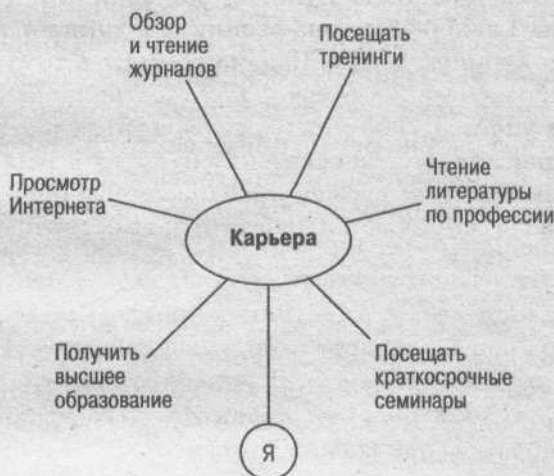 Обзор
и чтение
журналов
Посещать
тренинги
Просмотр
Интернета
Чтение
литературы
по профессии
Карьера
Получить
высшее
образование
Посещать
краткосрочные
семинары
Я